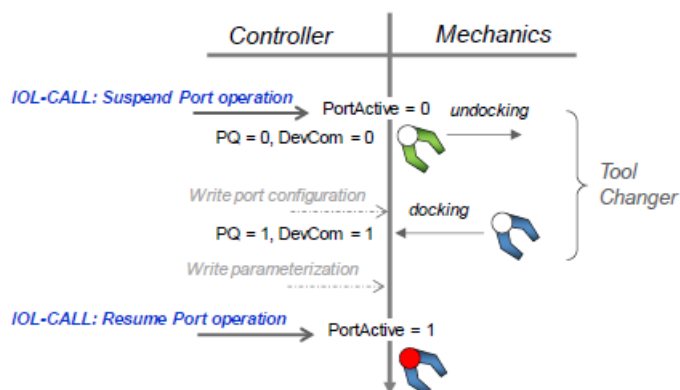 Controller
Mechanics
IOL-CALL: Suspend Port operation
PortActive = 0
undocking
PQ = 0, DevCom = 0
Tool
Changer
Write port configuration
docking
PQ = 1, DevCom = 1
Write parameterization
IOL-CALL: Resume Port operation
PortActive = 1